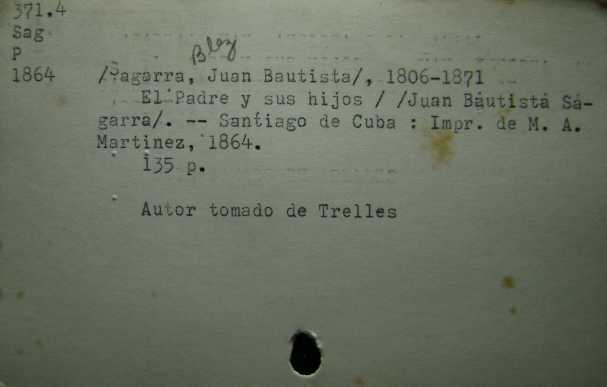 371.4
Sag
P
1864
Blz
/Sagarra, Juan Bautista/, 1806-1871
El Padre y sus hijos / /Juan Bautista Sá-
garra/. -- Santiago de Cuba : Impr. de M. A.
Martinez, 1864.
135 p.
Autor tomado de Trelles